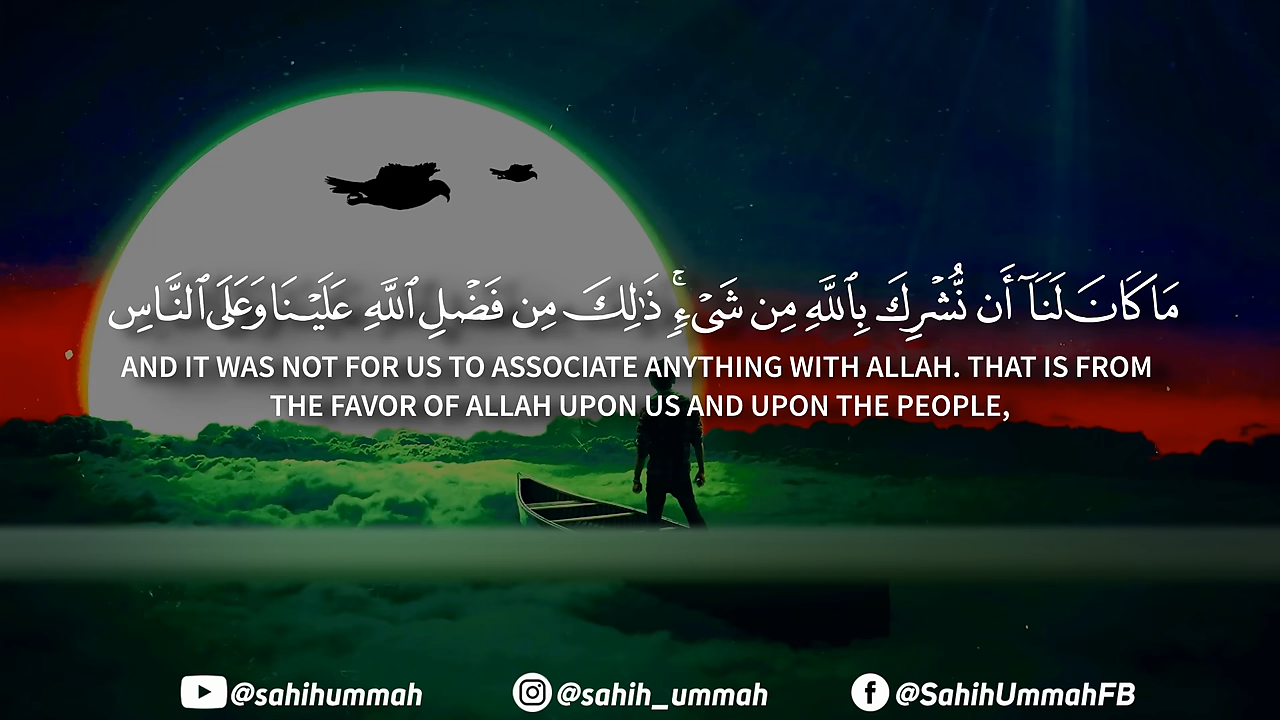 مَا كَانَ لَنَآ أَن نُّشۡرِكَ بِٱللَّهِ مِن شَىۡءٖۚ ذَٰلِكَ مِن فَضۡلِ ٱللَّهِ عَلَيۡنَا وَعَلَى ٱلنَّاسِ
AND IT WAS NOT FOR US TO ASSOCIATE ANYTHING WITH ALLAH. THAT IS FROM
THE FAVOR OF ALLAH UPON US AND UPON THE PEOPLE,
@sahihummah @sahih_ummah @SahihUmmahFB